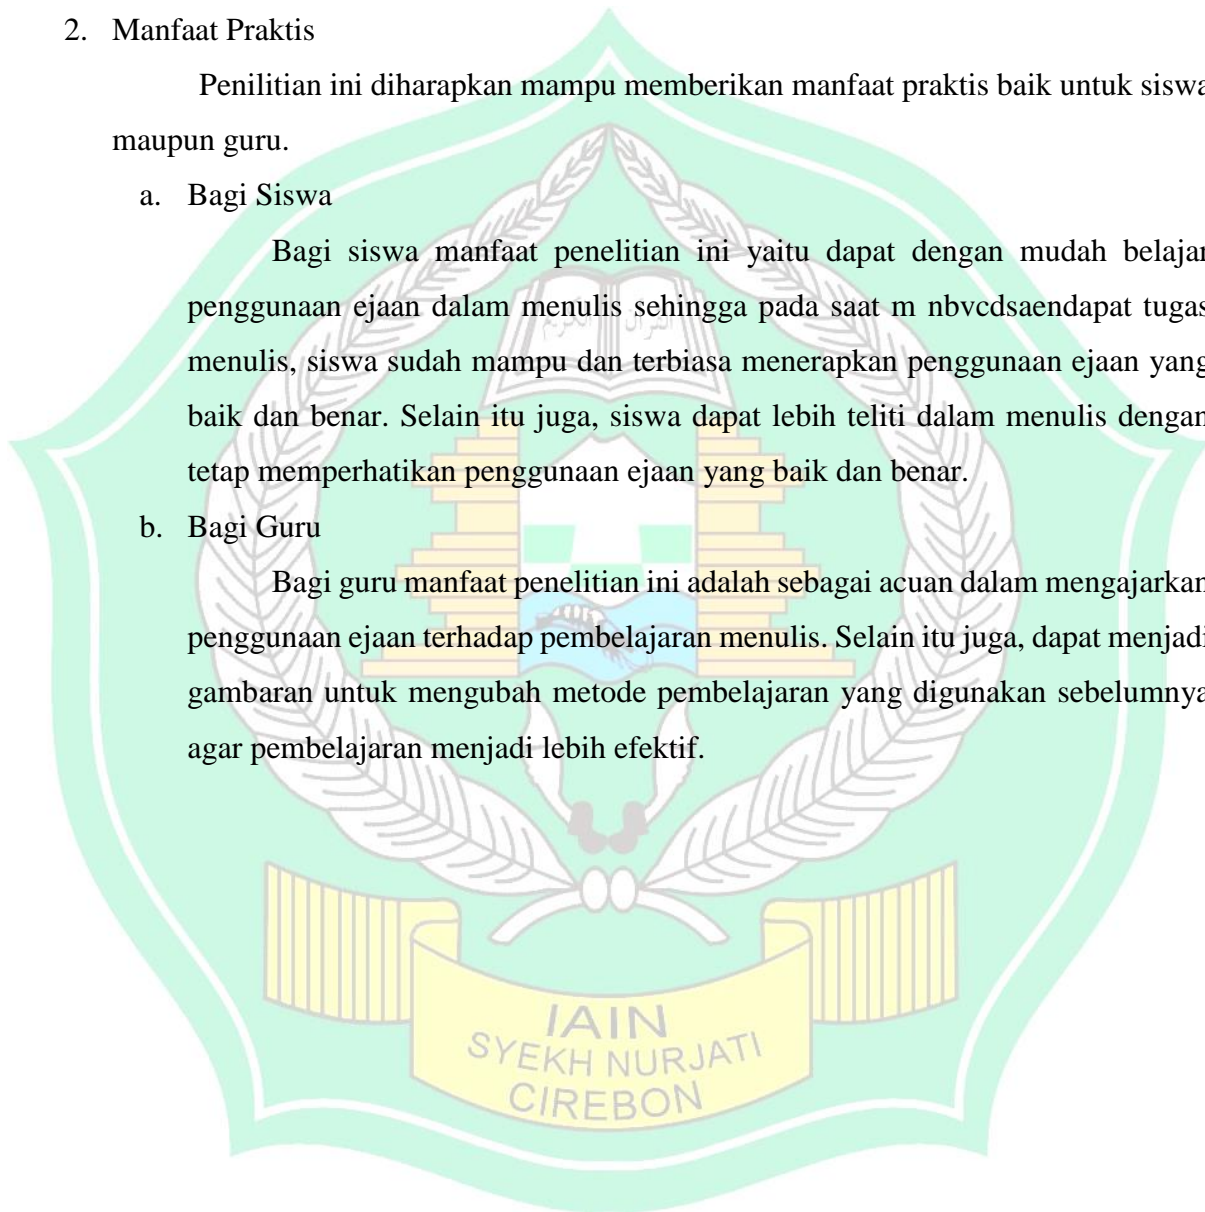 2. Manfaat Praktis
Penilitian ini diharapkan mampu memberikan manfaat praktis baik untuk siswa
maupun guru.
a. Bagi Siswa
Bagi siswa manfaat penelitian ini yaitu dapat dengan mudah belajar
penggunaan ejaan dalam menulis sehingga pada saat m nbvcdsaendapat tugas
menulis, siswa sudah mampu dan terbiasa menerapkan penggunaan ejaan yang
baik dan benar. Selain itu juga, siswa dapat lebih teliti dalam menulis dengan
tetap memperhatikan penggunaan ejaan yang baik dan benar.
b. Bagi Guru
Bagi guru manfaat penelitian ini adalah sebagai acuan dalam mengajarkan
penggunaan ejaan terhadap pembelajaran menulis. Selain itu juga, dapat menjadi
gambaran untuk mengubah metode pembelajaran yang digunakan sebelumnya
agar pembelajaran menjadi lebih efektif.
IAIN
SYEKH NURJATI
CIREBON